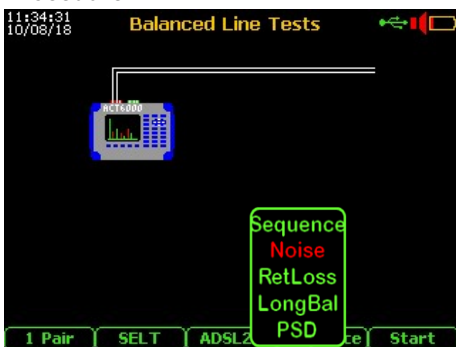 11:34:31
10/08/18
Balanced Line Tests
ACT6000
Sequence
Noise
RetLoss
LongBal
PSD
1 Pair
SELT
Start